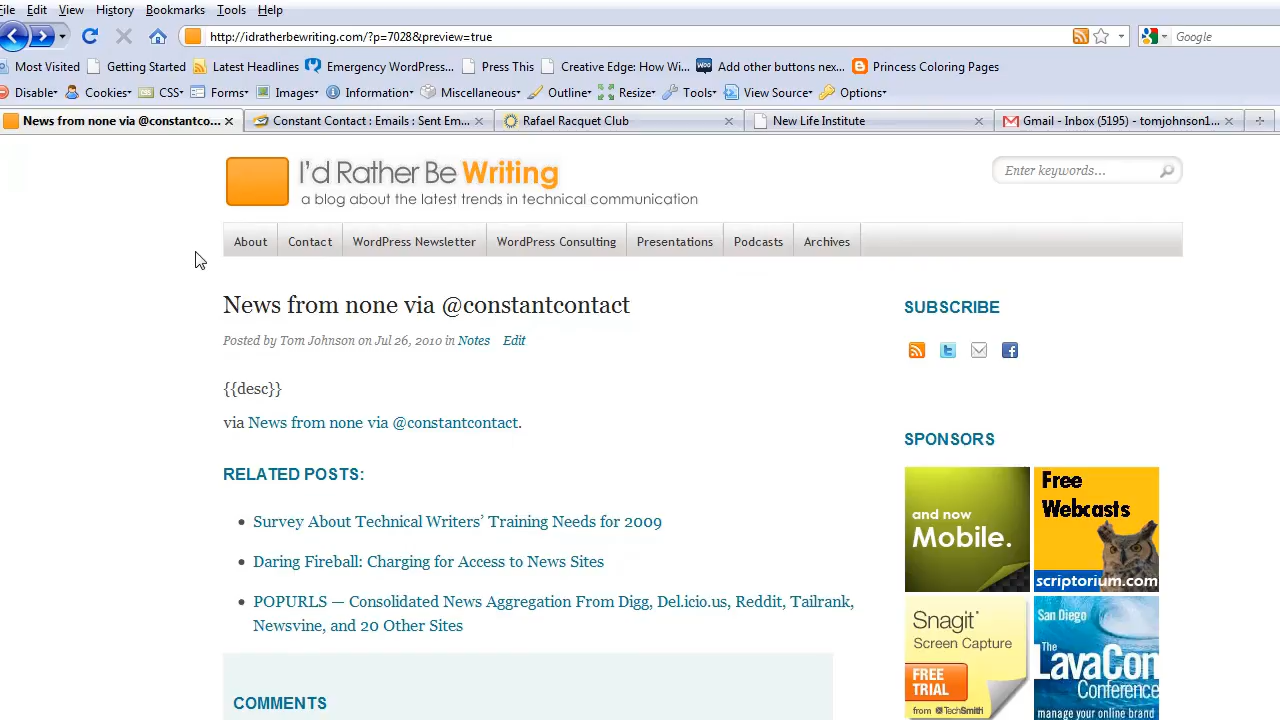 File Edit View History Bookmarks Tools Help
http://idratherbewriting.com/?p=7028&preview=true
Google
Most Visited Getting Started Latest Headlines Emergency WordPress... Press This Creative Edge: How Wi... Add other buttons nex... Princess Coloring Pages
Disable Cookies CSS Forms Images Information Miscellaneous Outline Resize Tools View Source Options
News from none via @constantco... Constant Contact : Emails : Sent Em... Rafael Racquet Club New Life Institute Gmail - Inbox (5195) - tomjohnson1...
I'd Rather Be Writing
a blog about the latest trends in technical communication
Enter keywords...
About Contact WordPress Newsletter WordPress Consulting Presentations Podcasts Archives
News from none via @constantcontact
Posted by Tom Johnson on Jul 26, 2010 in Notes Edit
{{desc}}
via News from none via @constantcontact.
RELATED POSTS:
Survey About Technical Writers’ Training Needs for 2009
Daring Fireball: Charging for Access to News Sites
POPURLS — Consolidated News Aggregation From Digg, Del.icio.us, Reddit, Tailrank,
Newsvine, and 20 Other Sites
COMMENTS
SUBSCRIBE
SPONSORS
and now
Mobile.
Free
Webcasts
scriptorium.com
Snagit
Screen Capture
FREE
TRIAL
from TechSmith
San Diego
The
LavaCon
Conference
manage your online brand